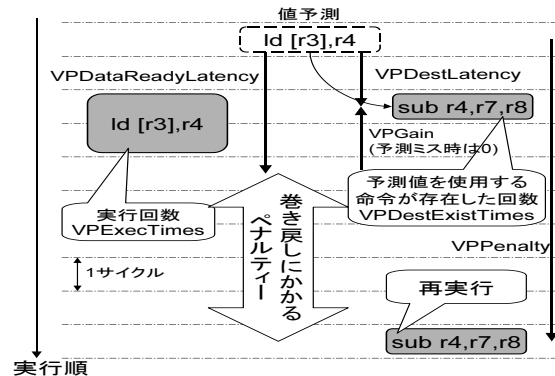 値予測
ld [r3],r4
VPDataReadyLatency
VPDestLatency
ld [r3],r4
sub r4,r7,r8
VPGain
(予測ミス時は0)
予測値を使用する
命令が存在した回数
VPDestExistTimes
実行回数
VPExecTimes
巻き戻しにかかる
ペナルティー
VPPenalty
1サイクル
再実行
sub r4,r7,r8
実行順